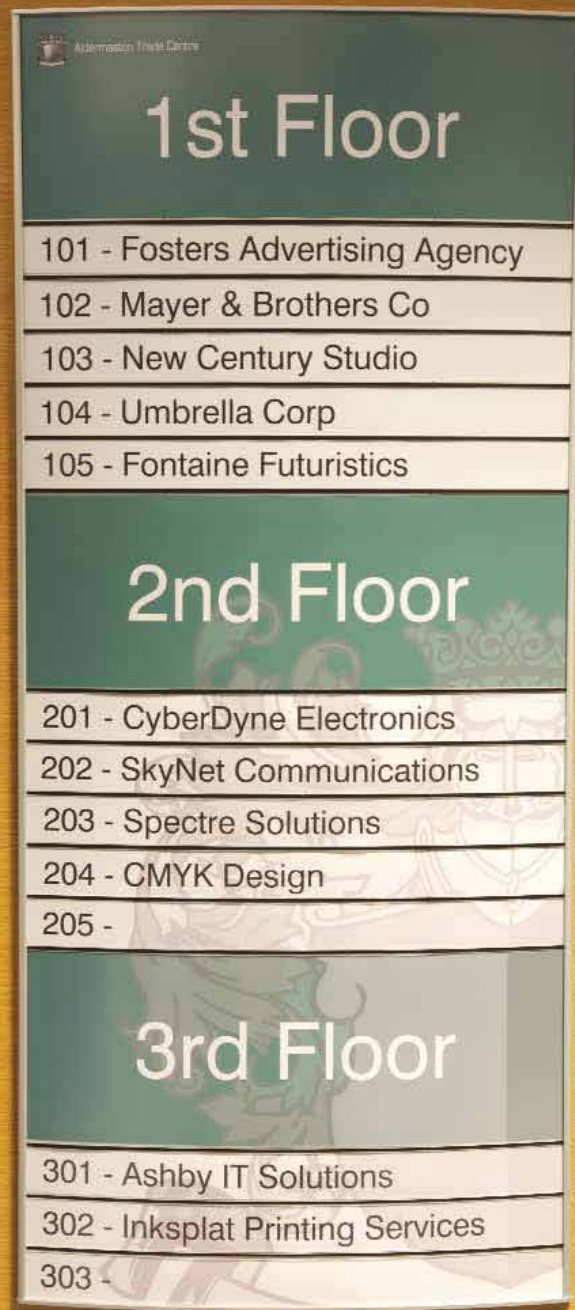 Aldermaston Trade Centre
1st Floor
101 - Fosters Advertising Agency
102 - Mayer & Brothers Co
103 - New Century Studio
104 - Umbrella Corp
105 - Fontaine Futuristics
2nd Floor
201 - CyberDyne Electronics
202 - SkyNet Communications
203 - Spectre Solutions
204 - CMYK Design
205 -
3rd Floor
301 - Ashby IT Solutions
302 - Inksplat Printing Services
303 -